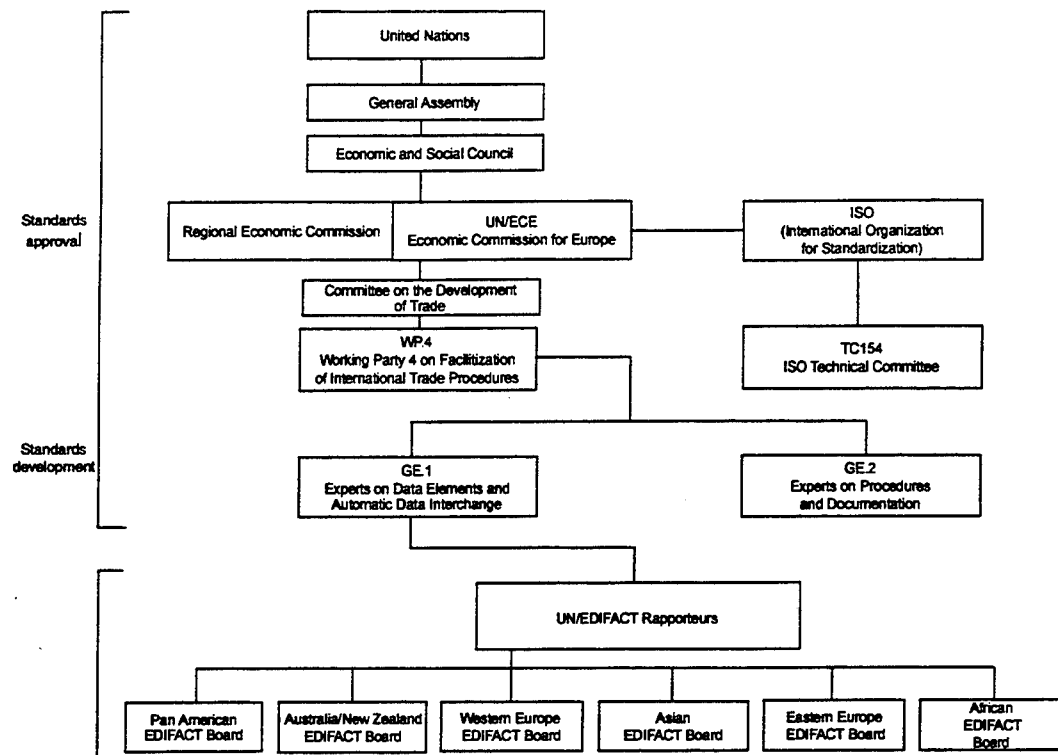 United Nations
General Assembly
Economic and Social Council
Standards
approval
Regional Economic Commission
UN/ECE
Economic Commission for Europe
ISO
(International Organization
for Standardization)
Committee on the Development
of Trade
WP.4
Working Party 4 on Facilitization
of International Trade Procedures
TC154
ISO Technical Committee
Standards
development
GE.1
Experts on Data Elements and
Automatic Data Interchange
GE.2
Experts on Procedures
and Documentation
UN/EDIFACT Rapporteurs
Pan American
EDIFACT Board
Australia/New Zealand
EDIFACT Board
Western Europe
EDIFACT Board
Asian
EDIFACT Board
Eastern Europe
EDIFACT Board
African
EDIFACT
Board